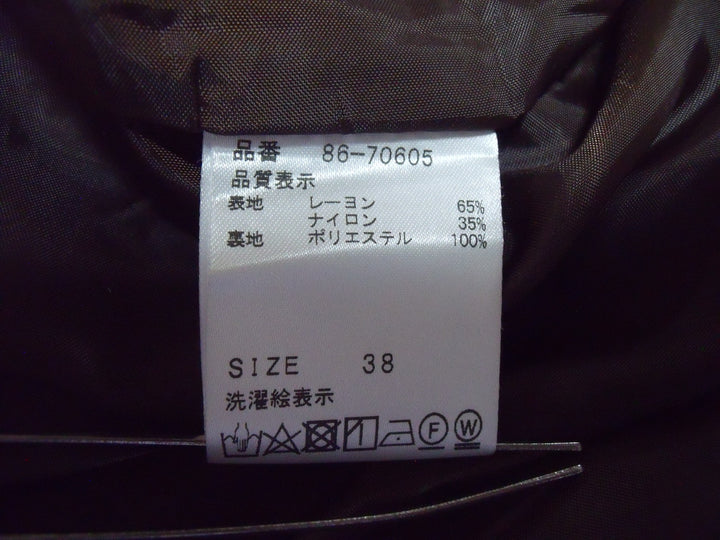 品番 86-70605
品質表示
表地 レーヨン 65%
ナイロン 35%
裏地 ポリエステル 100%
SIZE 38
洗濯絵表示
F W